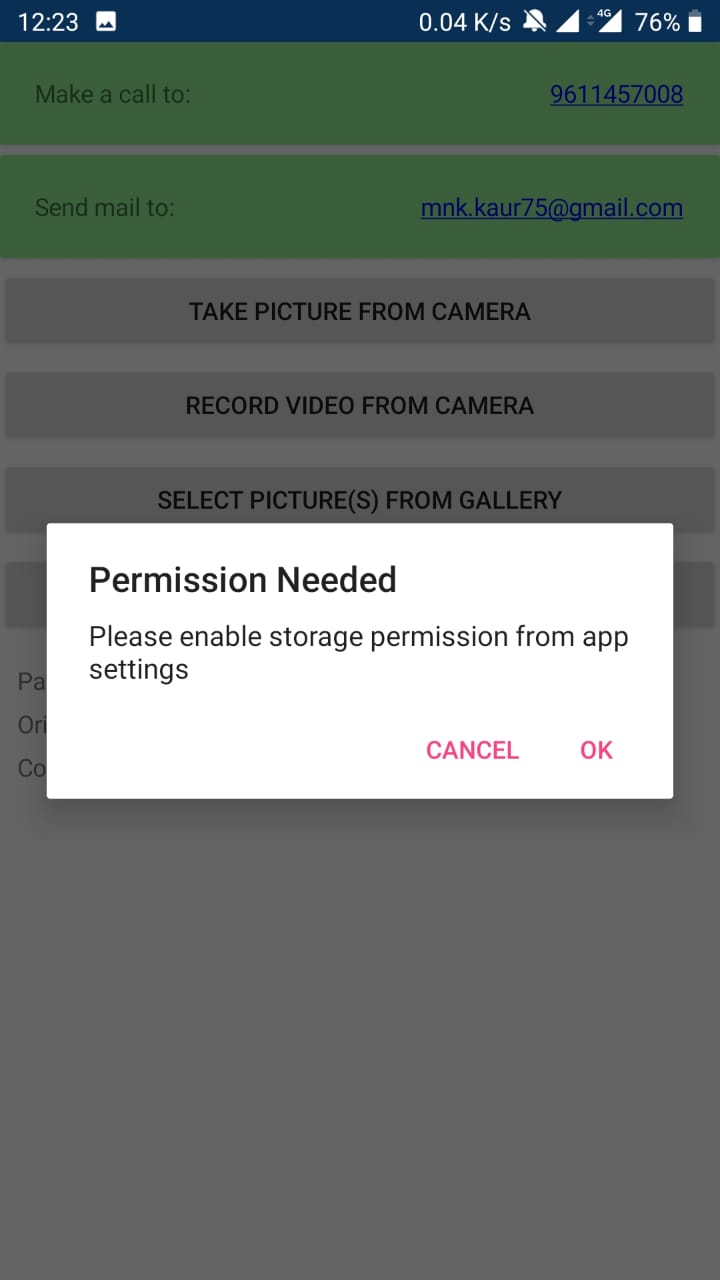 12:23 0.04 K/s 4G 76%
Make a call to: 9611457008
Send mail to: mnk.kaur75@gmail.com
TAKE PICTURE FROM CAMERA
RECORD VIDEO FROM CAMERA
SELECT PICTURE(S) FROM GALLERY
Permission Needed
Please enable storage permission from app
settings
Pa
Ori
Co
CANCEL OK